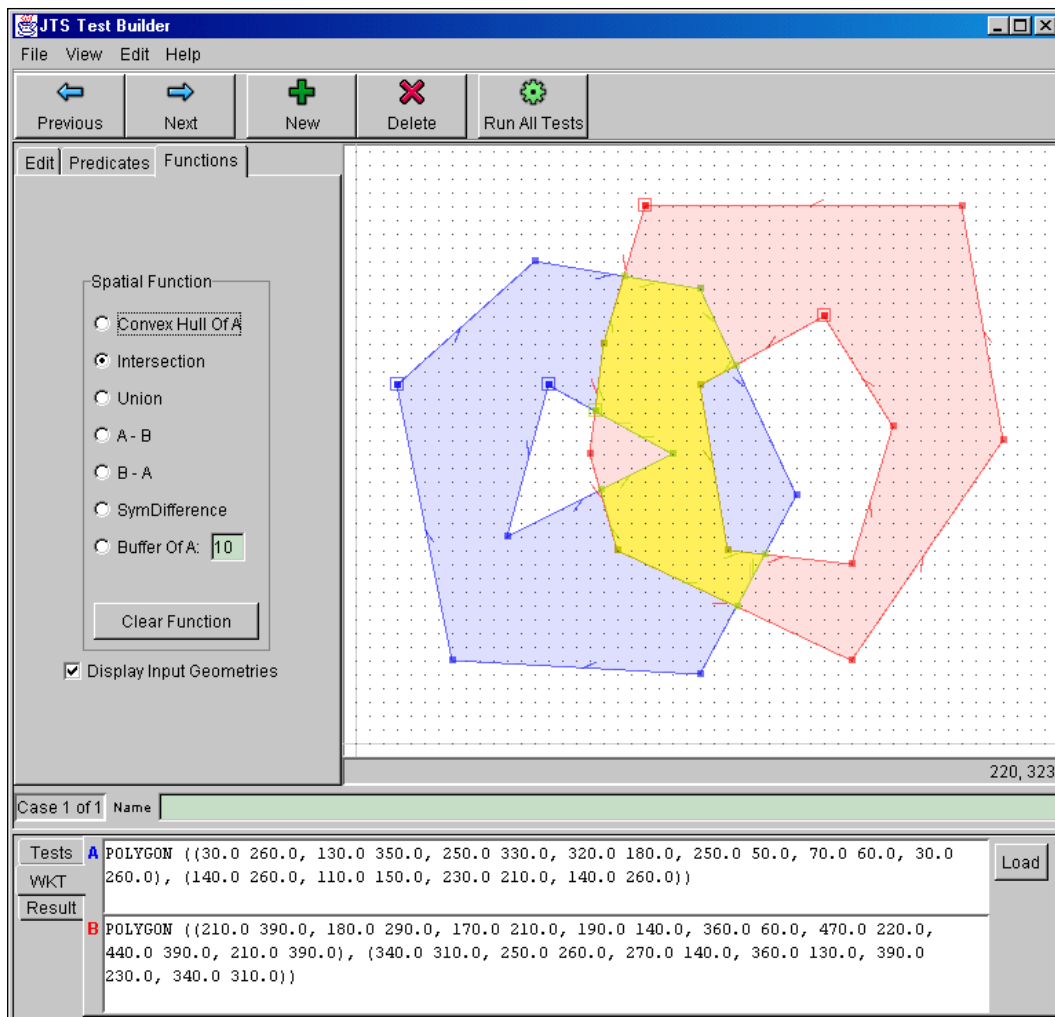 JTS Test Builder
File View Edit Help
Previous Next New Delete Run All Tests
Edit Predicates Functions
Spatial Function
Convex Hull Of A
Intersection
Union
A - B
B - A
SymDifference
Buffer Of A: 10
Clear Function
Display Input Geometries
220, 323
Case 1 of 1 Name
Tests
WKT
Result
A POLYGON ((30.0 260.0, 130.0 350.0, 250.0 330.0, 320.0 180.0, 250.0 50.0, 70.0 60.0, 30.0
260.0), (140.0 260.0, 110.0 150.0, 230.0 210.0, 140.0 260.0))
Load
B POLYGON ((210.0 390.0, 180.0 290.0, 170.0 210.0, 190.0 140.0, 360.0 60.0, 470.0 220.0,
440.0 390.0, 210.0 390.0), (340.0 310.0, 250.0 260.0, 270.0 140.0, 360.0 130.0, 390.0
230.0, 340.0 310.0))